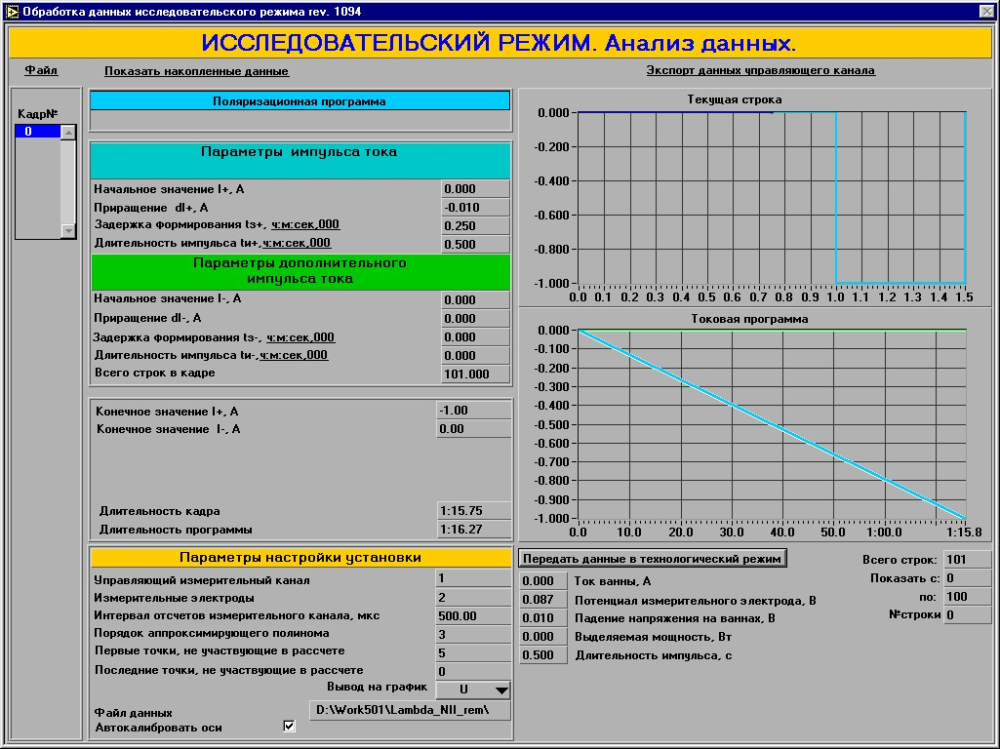 Обработка данных исследовательского режима rev. 1094
ИССЛЕДОВАТЕЛЬСКИЙ РЕЖИМ. Анализ данных.
Файл
Показать накопленные данные
Экспорт данных управляющего канала
Кадр№
0
Поляризационная программа
Параметры импульса тока
Начальное значение I+, А 0.000
Приращение dI+, А -0.010
Задержка формирования tз+, ч:м:сек,000 0.250
Длительность импульса tи+,ч:м:сек,000 0.500
Параметры дополнительного
импульса тока
Начальное значение I-, А 0.000
Приращение dI-, А 0.000
Задержка формирования tз-, ч:м:сек,000 0.000
Длительность импульса tи-,ч:м:сек,000 0.000
Всего строк в кадре 101.000
Конечное значение I+, А -1.00
Конечное значение I-, А 0.00
Длительность кадра 1:15.75
Длительность программы 1:16.27
Параметры настройки установки
Управляющий измерительный канал 1
Измерительные электроды 2
Интервал отсчетов измерительного канала, мкс 500.00
Порядок аппроксимирующего полинома 3
Первые точки, не участвующие в рассчете 5
Последние точки, не участвующие в рассчете 0
Вывод на график U
Файл данных D:\Work501\Lambda_NII_rem\
Автокалибровать оси
Текущая строка
0.000
-0.200
-0.400
-0.600
-0.800
-1.000
0.0 0.1 0.2 0.3 0.4 0.5 0.6 0.7 0.8 0.9 1.0 1.1 1.2 1.3 1.4 1.5
Токовая программа
0.000
-0.100
-0.200
-0.300
-0.400
-0.500
-0.600
-0.700
-0.800
-0.900
-1.000
0.0 10.0 20.0 30.0 40.0 50.0 1:00.0 1:15.8
Передать данные в технологический режим
0.000 Ток ванны, А
0.087 Потенциал измерительного электрода, В
0.010 Падение напряжения на ваннах, В
0.000 Выделяемая мощность, Вт
0.500 Длительность импульса, с
Всего строк: 101
Показать с: 0
по: 100
№строки 0